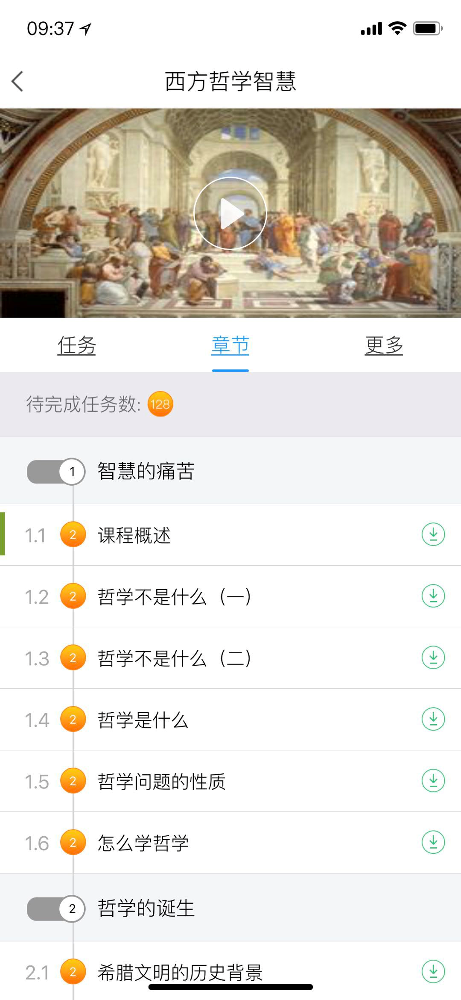 09:37
西方哲学智慧
任务 章节 更多
待完成任务数: 128
1 智慧的痛苦
1.1 2 课程概述
1.2 2 哲学不是什么（一）
1.3 2 哲学不是什么（二）
1.4 2 哲学是什么
1.5 2 哲学问题的性质
1.6 2 怎么学哲学
2 哲学的诞生
2.1 2 希腊文明的历史背景